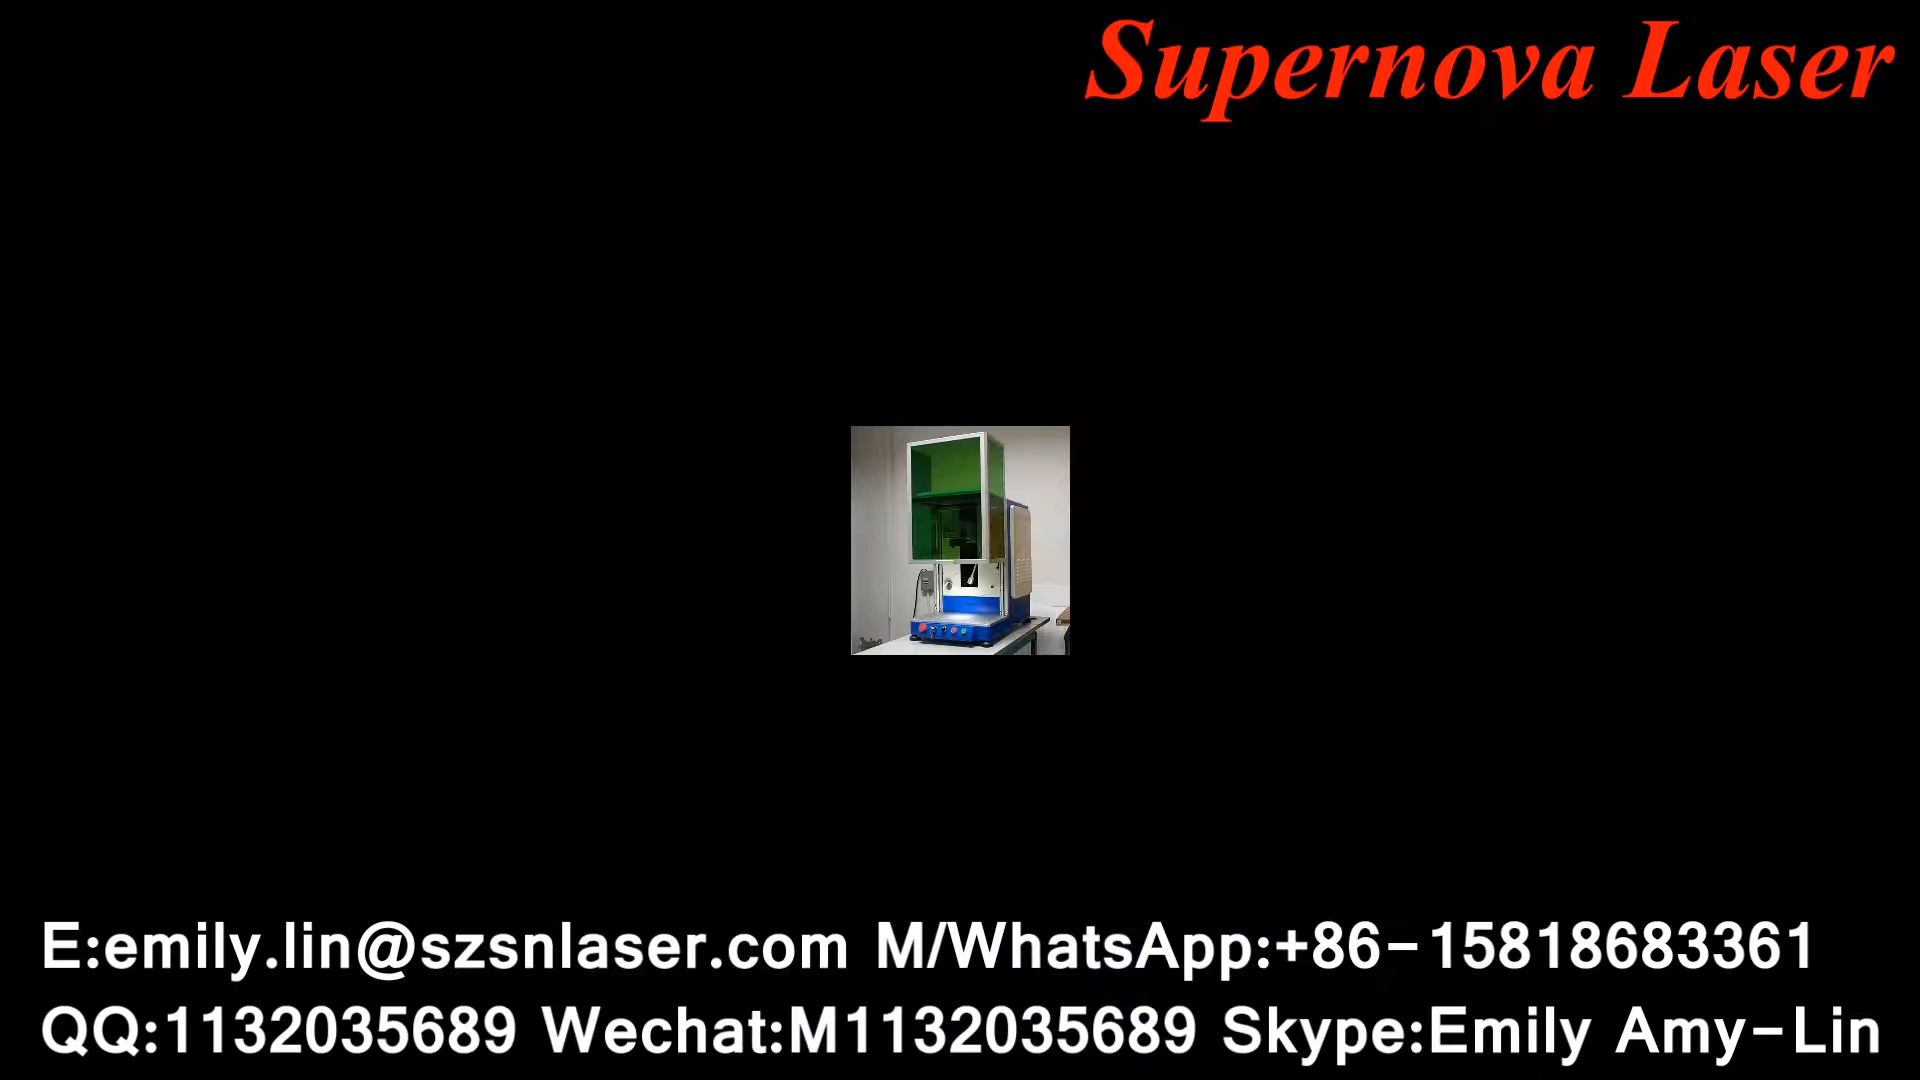 Supernova Laser
E:emily.lin@szsnlaser.com M/WhatsApp:+86-15818683361
QQ:1132035689 Wechat:M1132035689 Skype:Emily Amy-Lin